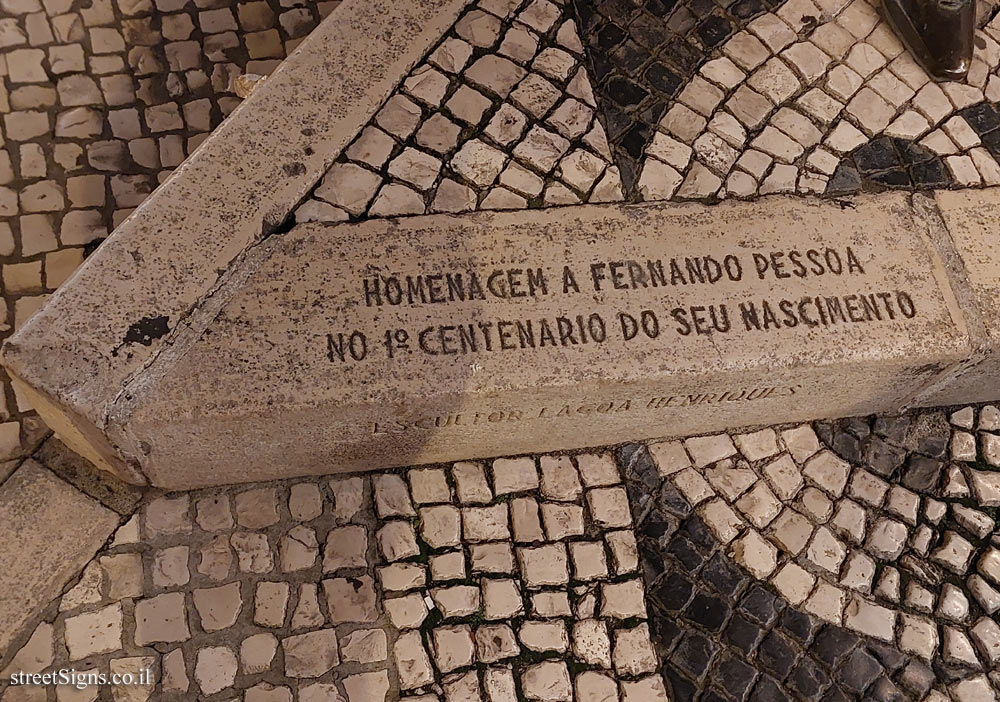 HOMENAGEM A FERNANDO PESSOA
NO 1º CENTENARIO DO SEU NASCIMENTO
ESCULTOR LAGOA HENRIQUES
streetSigns.co.il